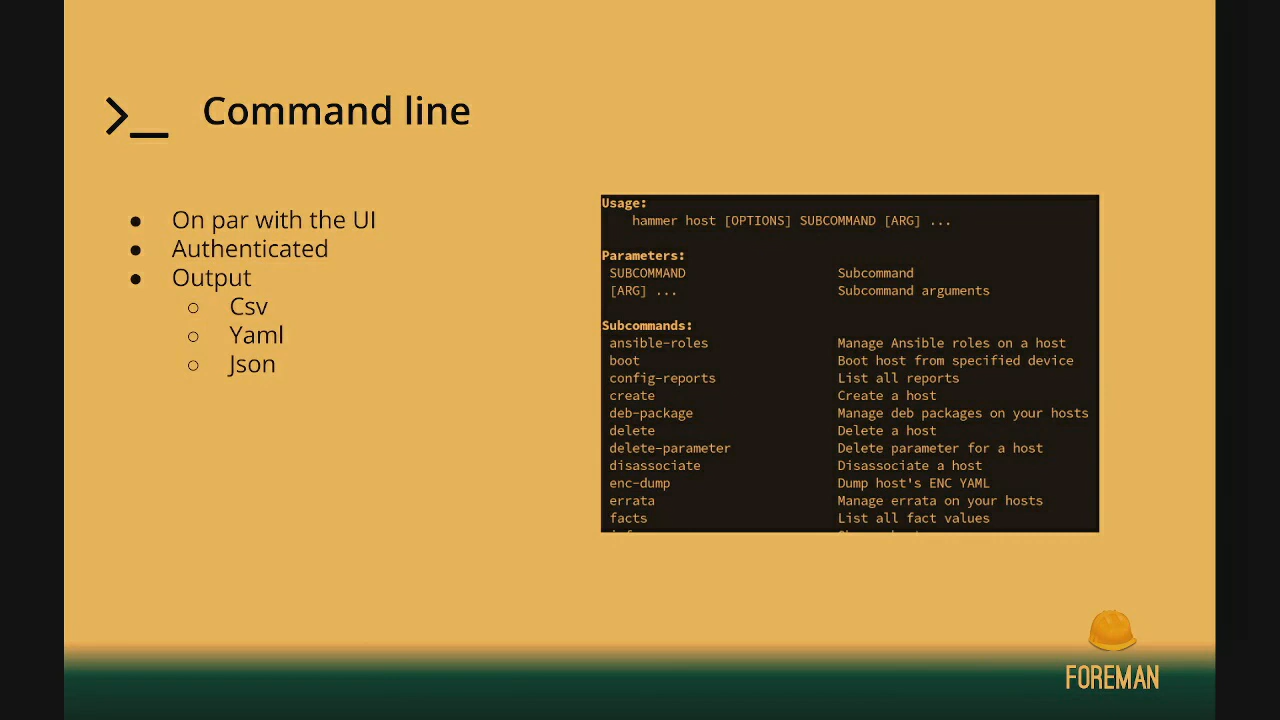 >_ Command line
● On par with the UI
● Authenticated
● Output
○ Csv
○ Yaml
○ Json
Usage:
hammer host [OPTIONS] SUBCOMMAND [ARG] ...
Parameters:
SUBCOMMAND Subcommand
[ARG] ... Subcommand arguments
Subcommands:
ansible-roles Manage Ansible roles on a host
boot Boot host from specified device
config-reports List all reports
create Create a host
deb-package Manage deb packages on your hosts
delete Delete a host
delete-parameter Delete parameter for a host
disassociate Disassociate a host
enc-dump Dump host's ENC YAML
errata Manage errata on your hosts
facts List all fact values
FOREMAN